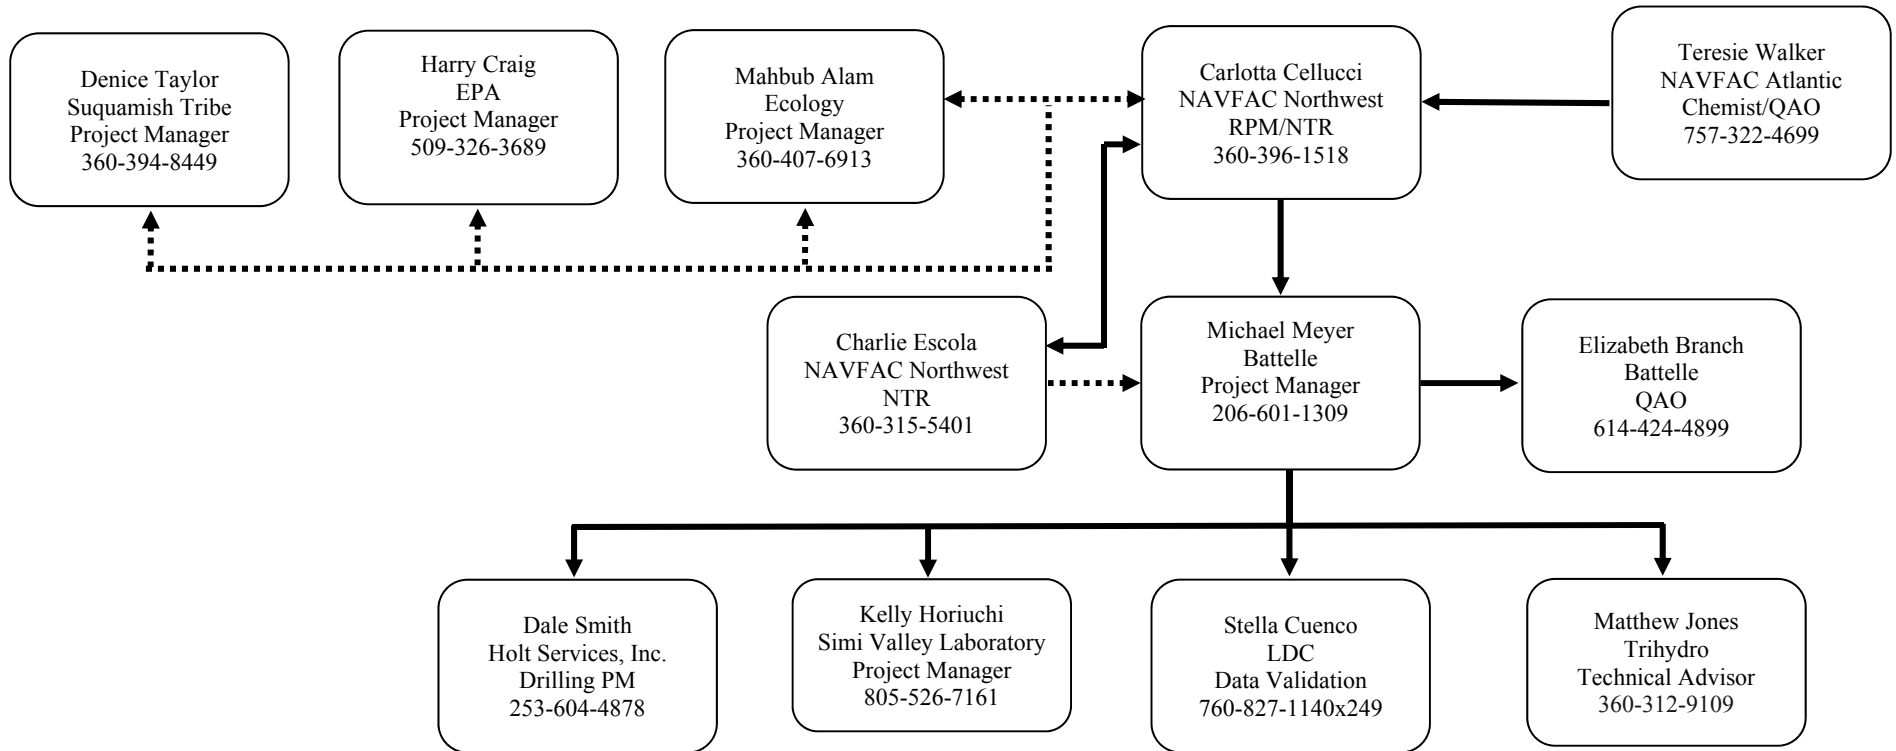 Denice Taylor
Suquamish Tribe
Project Manager
360-394-8449
Harry Craig
EPA
Project Manager
509-326-3689
Mahbub Alam
Ecology
Project Manager
360-407-6913
Carlotta Cellucci
NAVFAC Northwest
RPM/NTR
360-396-1518
Teresie Walker
NAVFAC Atlantic
Chemist/QAO
757-322-4699
Charlie Escola
NAVFAC Northwest
NTR
360-315-5401
Michael Meyer
Battelle
Project Manager
206-601-1309
Elizabeth Branch
Battelle
QAO
614-424-4899
Dale Smith
Holt Services, Inc.
Drilling PM
253-604-4878
Kelly Horiuchi
Simi Valley Laboratory
Project Manager
805-526-7161
Stella Cuenco
LDC
Data Validation
760-827-1140x249
Matthew Jones
Trihydro
Technical Advisor
360-312-9109